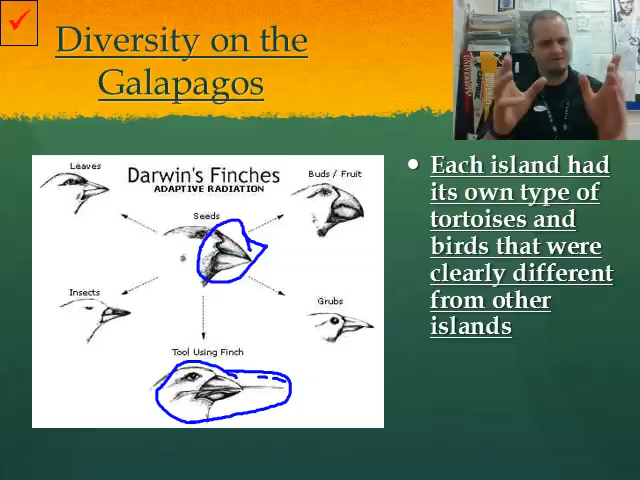 Diversity on the
Galapagos
Darwin's Finches
ADAPTIVE RADIATION
Leaves
Buds / Fruit
Seeds
Insects
Grubs
Tool Using Finch
• Each island had
its own type of
tortoises and
birds that were
clearly different
from other
islands